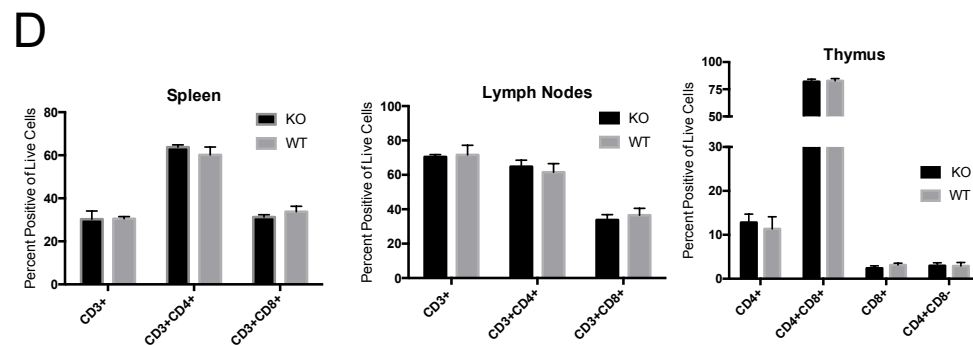 D
Spleen
Percent Positive of Live Cells
80
60
40
20
0
KO
WT
CD3+
CD3+CD4+
CD3+CD8+
Lymph Nodes
Percent Positive of Live Cells
100
80
60
40
20
0
KO
WT
CD3+
CD3+CD4+
CD3+CD8+
Thymus
Percent Positive of Live Cells
100
75
50
30
20
10
0
KO
WT
CD4+
CD4+CD8+
CD8+
CD4+CD8-